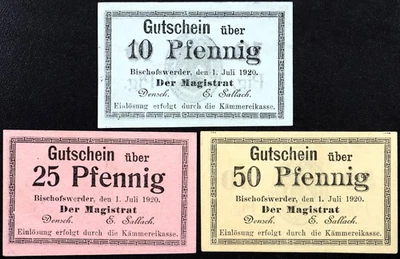 Gutschein über
10 Pfennig
Bischofswerder, den 1. Juli 1920.
Der Magistrat
Densch. E. Sallach.
Einlösung erfolgt durch die Kämmereikasse.
Gutschein über
25 Pfennig
Bischofswerder, den 1. Juli 1920.
Der Magistrat
Densch. E. Sallach.
Einlösung erfolgt durch die Kämmereikasse.
Gutschein über
50 Pfennig
Bischofswerder, den 1. Juli 1920.
Der Magistrat
Densch. E. Sallach.
Einlösung erfolgt durch die Kämmereikasse.